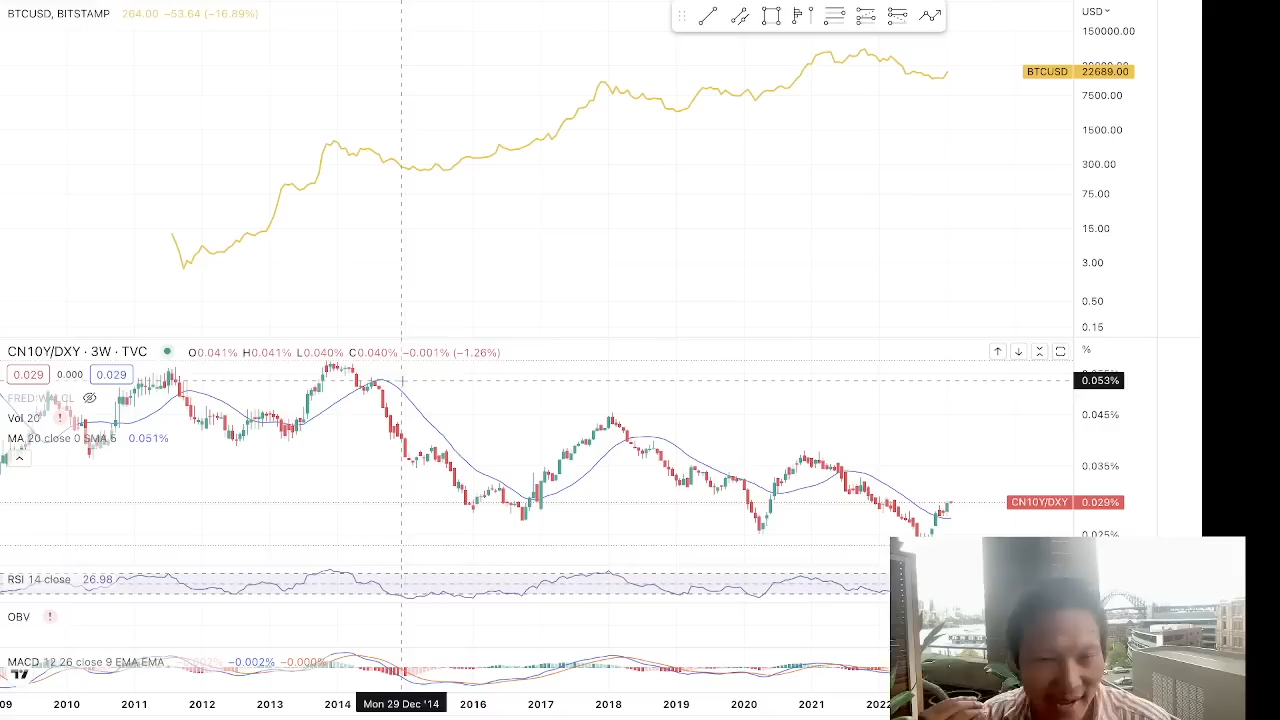 BTCUSD, BITSTAMP 264.00 −53.64 (−16.89%)
USD
150000.00
BTCUSD 22689.00
7500.00
1500.00
300.00
75.00
15.00
3.00
0.50
0.15
CN10Y/DXY · 3W · TVC O0.041% H0.041% L0.040% C0.040% −0.001% (−1.26%)
%
0.029 0.000 0.029
0.053%
FRED:WALCL
Vol 20
0.045%
MA 20 close 0 SMA 5 0.051%
0.035%
CN10Y/DXY 0.029%
0.025%
RSI 14 close 26.98
OBV
MACD 12 26 close 9 EMA EMA −0.002% −0.000%
09 2010 2011 2012 2013 2014 Mon 29 Dec '14 2016 2017 2018 2019 2020 2021 2022